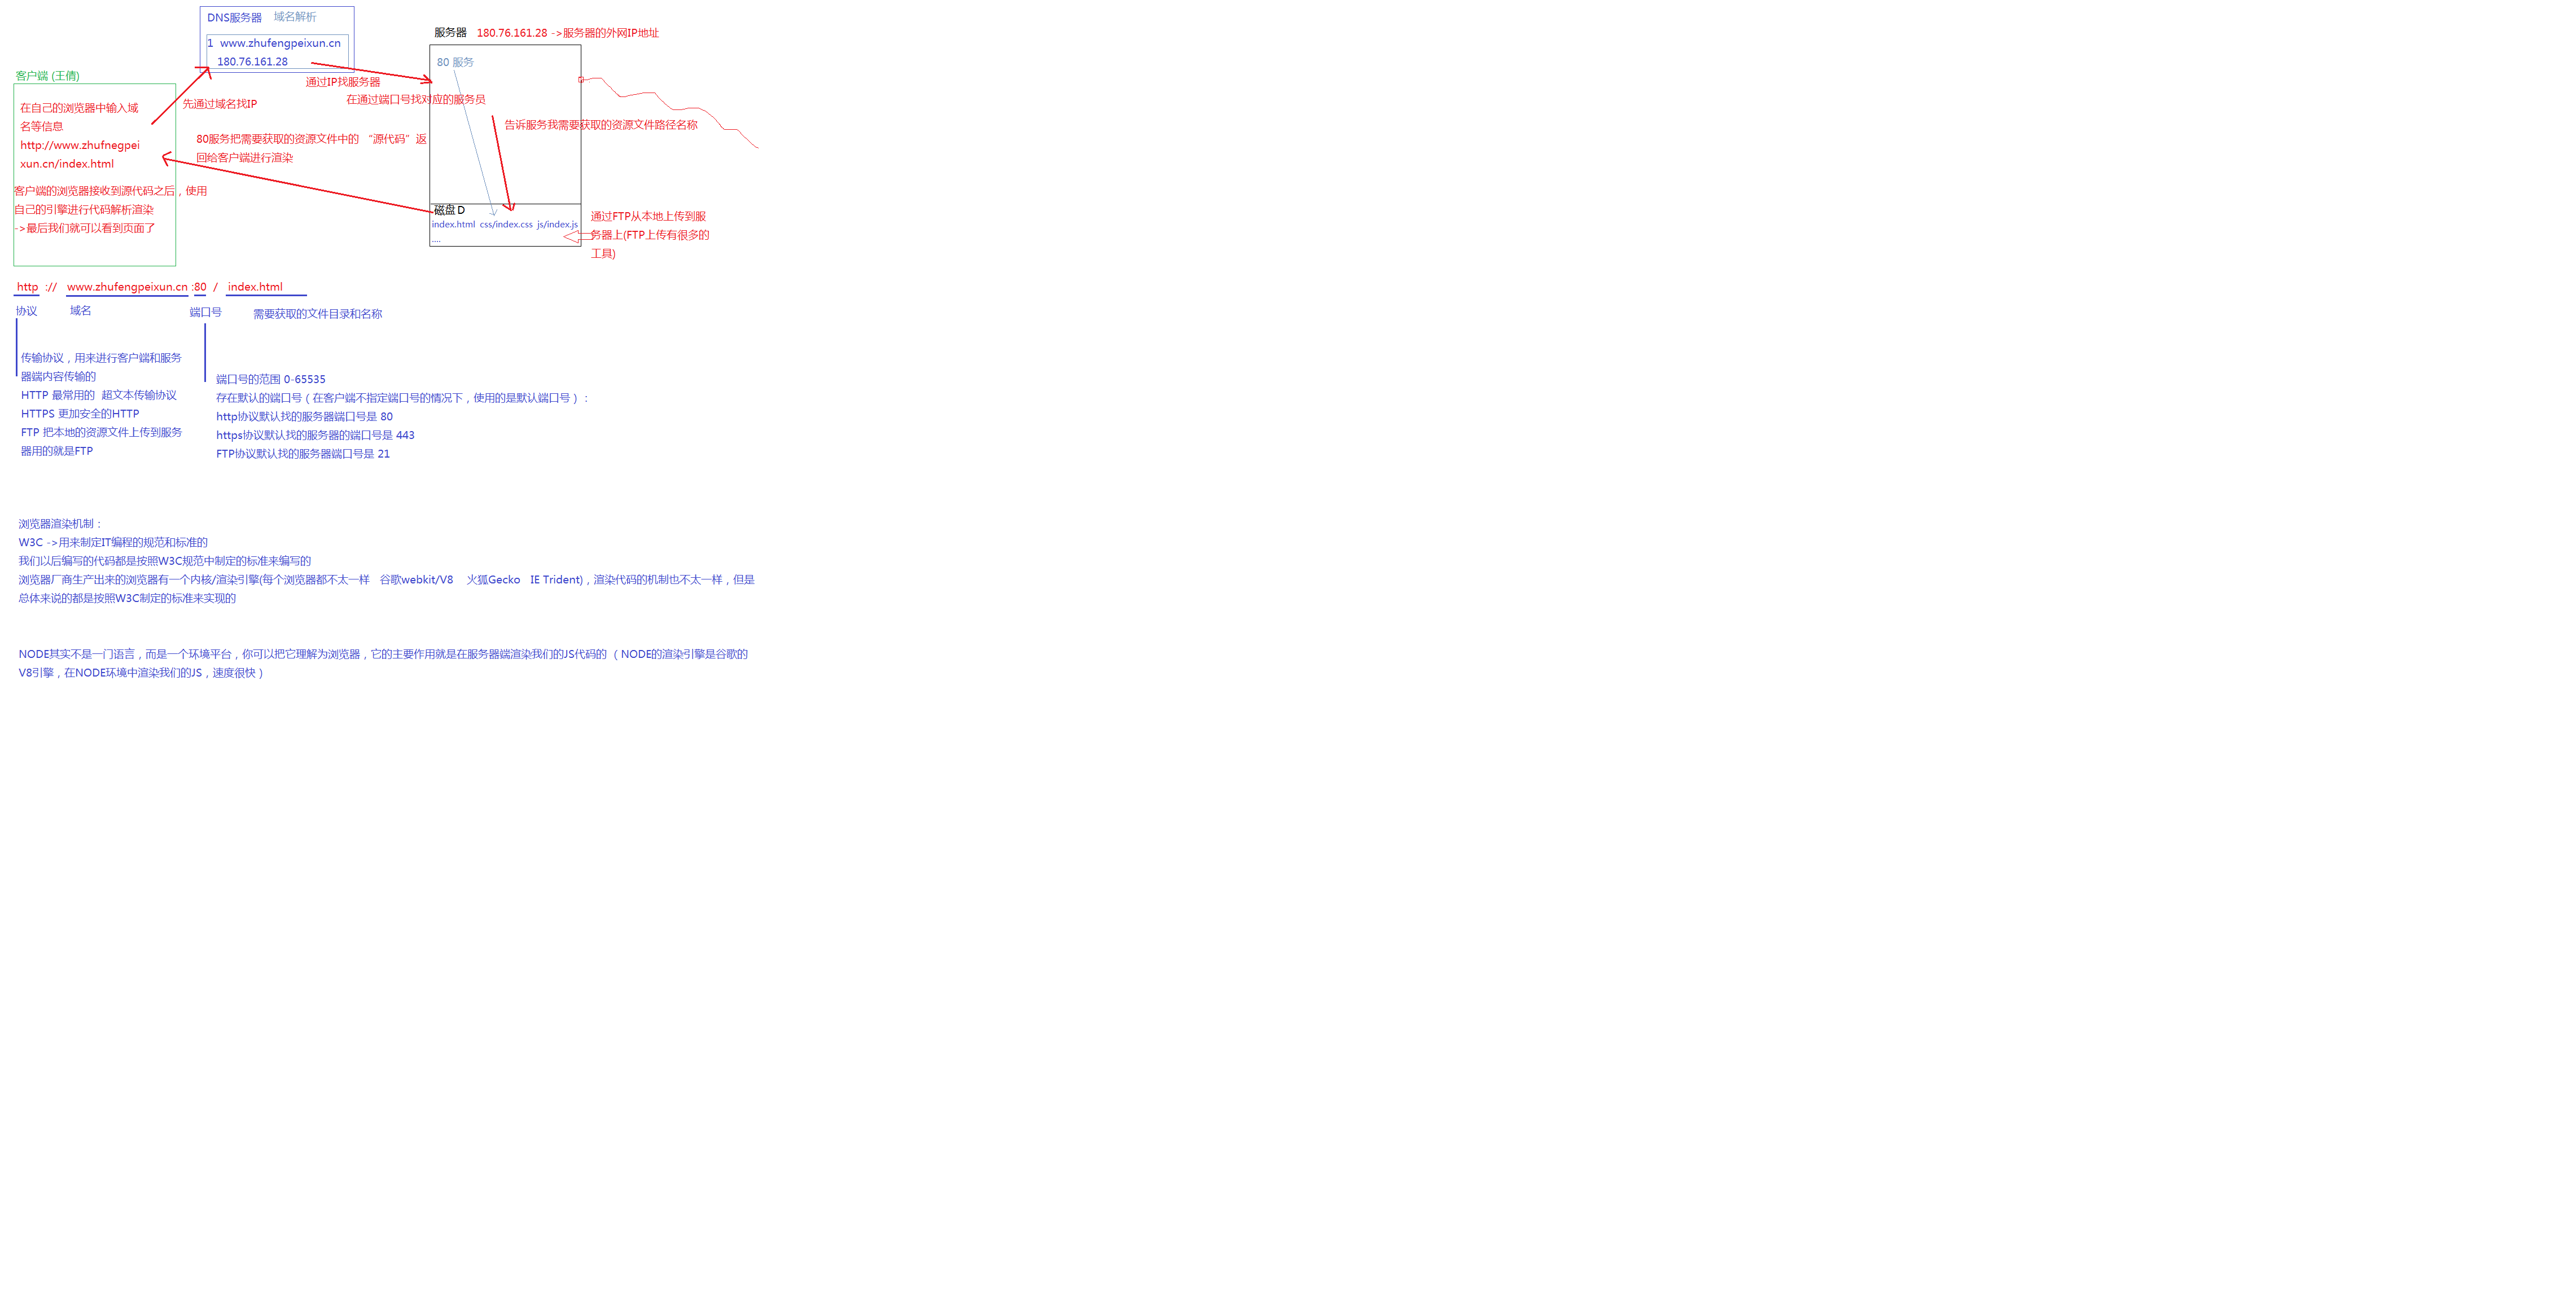 DNS服务器 域名解析
1 www.zhufengpeixun.cn
180.76.161.28
服务器 180.76.161.28 ->服务器的外网IP地址
80 服务
客户端 (王倩)
在自己的浏览器中输入域
名等信息
http://www.zhufnegpei
xun.cn/index.html
客户端的浏览器接收到源代码之后，使用
自己的引擎进行代码解析渲染
->最后我们就可以看到页面了
先通过域名找IP
通过IP找服务器
在通过端口号找对应的服务员
80服务把需要获取的资源文件中的 “源代码”返
回给客户端进行渲染
告诉服务我需要获取的资源文件路径名称
磁盘D
index.html css/index.css js/index.js
....
通过FTP从本地上传到服
务器上(FTP上传有很多的
工具)
http :// www.zhufengpeixun.cn :80 / index.html
协议 域名 端口号 需要获取的文件目录和名称
传输协议，用来进行客户端和服务
器端内容传输的
HTTP 最常用的 超文本传输协议
HTTPS 更加安全的HTTP
FTP 把本地的资源文件上传到服务
器用的就是FTP
端口号的范围 0-65535
存在默认的端口号（在客户端不指定端口号的情况下，使用的是默认端口号）：
http协议默认找的服务器端口号是 80
https协议默认找的服务器的端口号是 443
FTP协议默认找的服务器端口号是 21
浏览器渲染机制：
W3C ->用来制定IT编程的规范和标准的
我们以后编写的代码都是按照W3C规范中制定的标准来编写的
浏览器厂商生产出来的浏览器有一个内核/渲染引擎(每个浏览器都不太一样 谷歌webkit/V8 火狐Gecko IE Trident)，渲染代码的机制也不太一样，但是
总体来说的都是按照W3C制定的标准来实现的
NODE其实不是一门语言，而是一个环境平台，你可以把它理解为浏览器，它的主要作用就是在服务器端渲染我们的JS代码的（NODE的渲染引擎是谷歌的
V8引擎，在NODE环境中渲染我们的JS，速度很快）